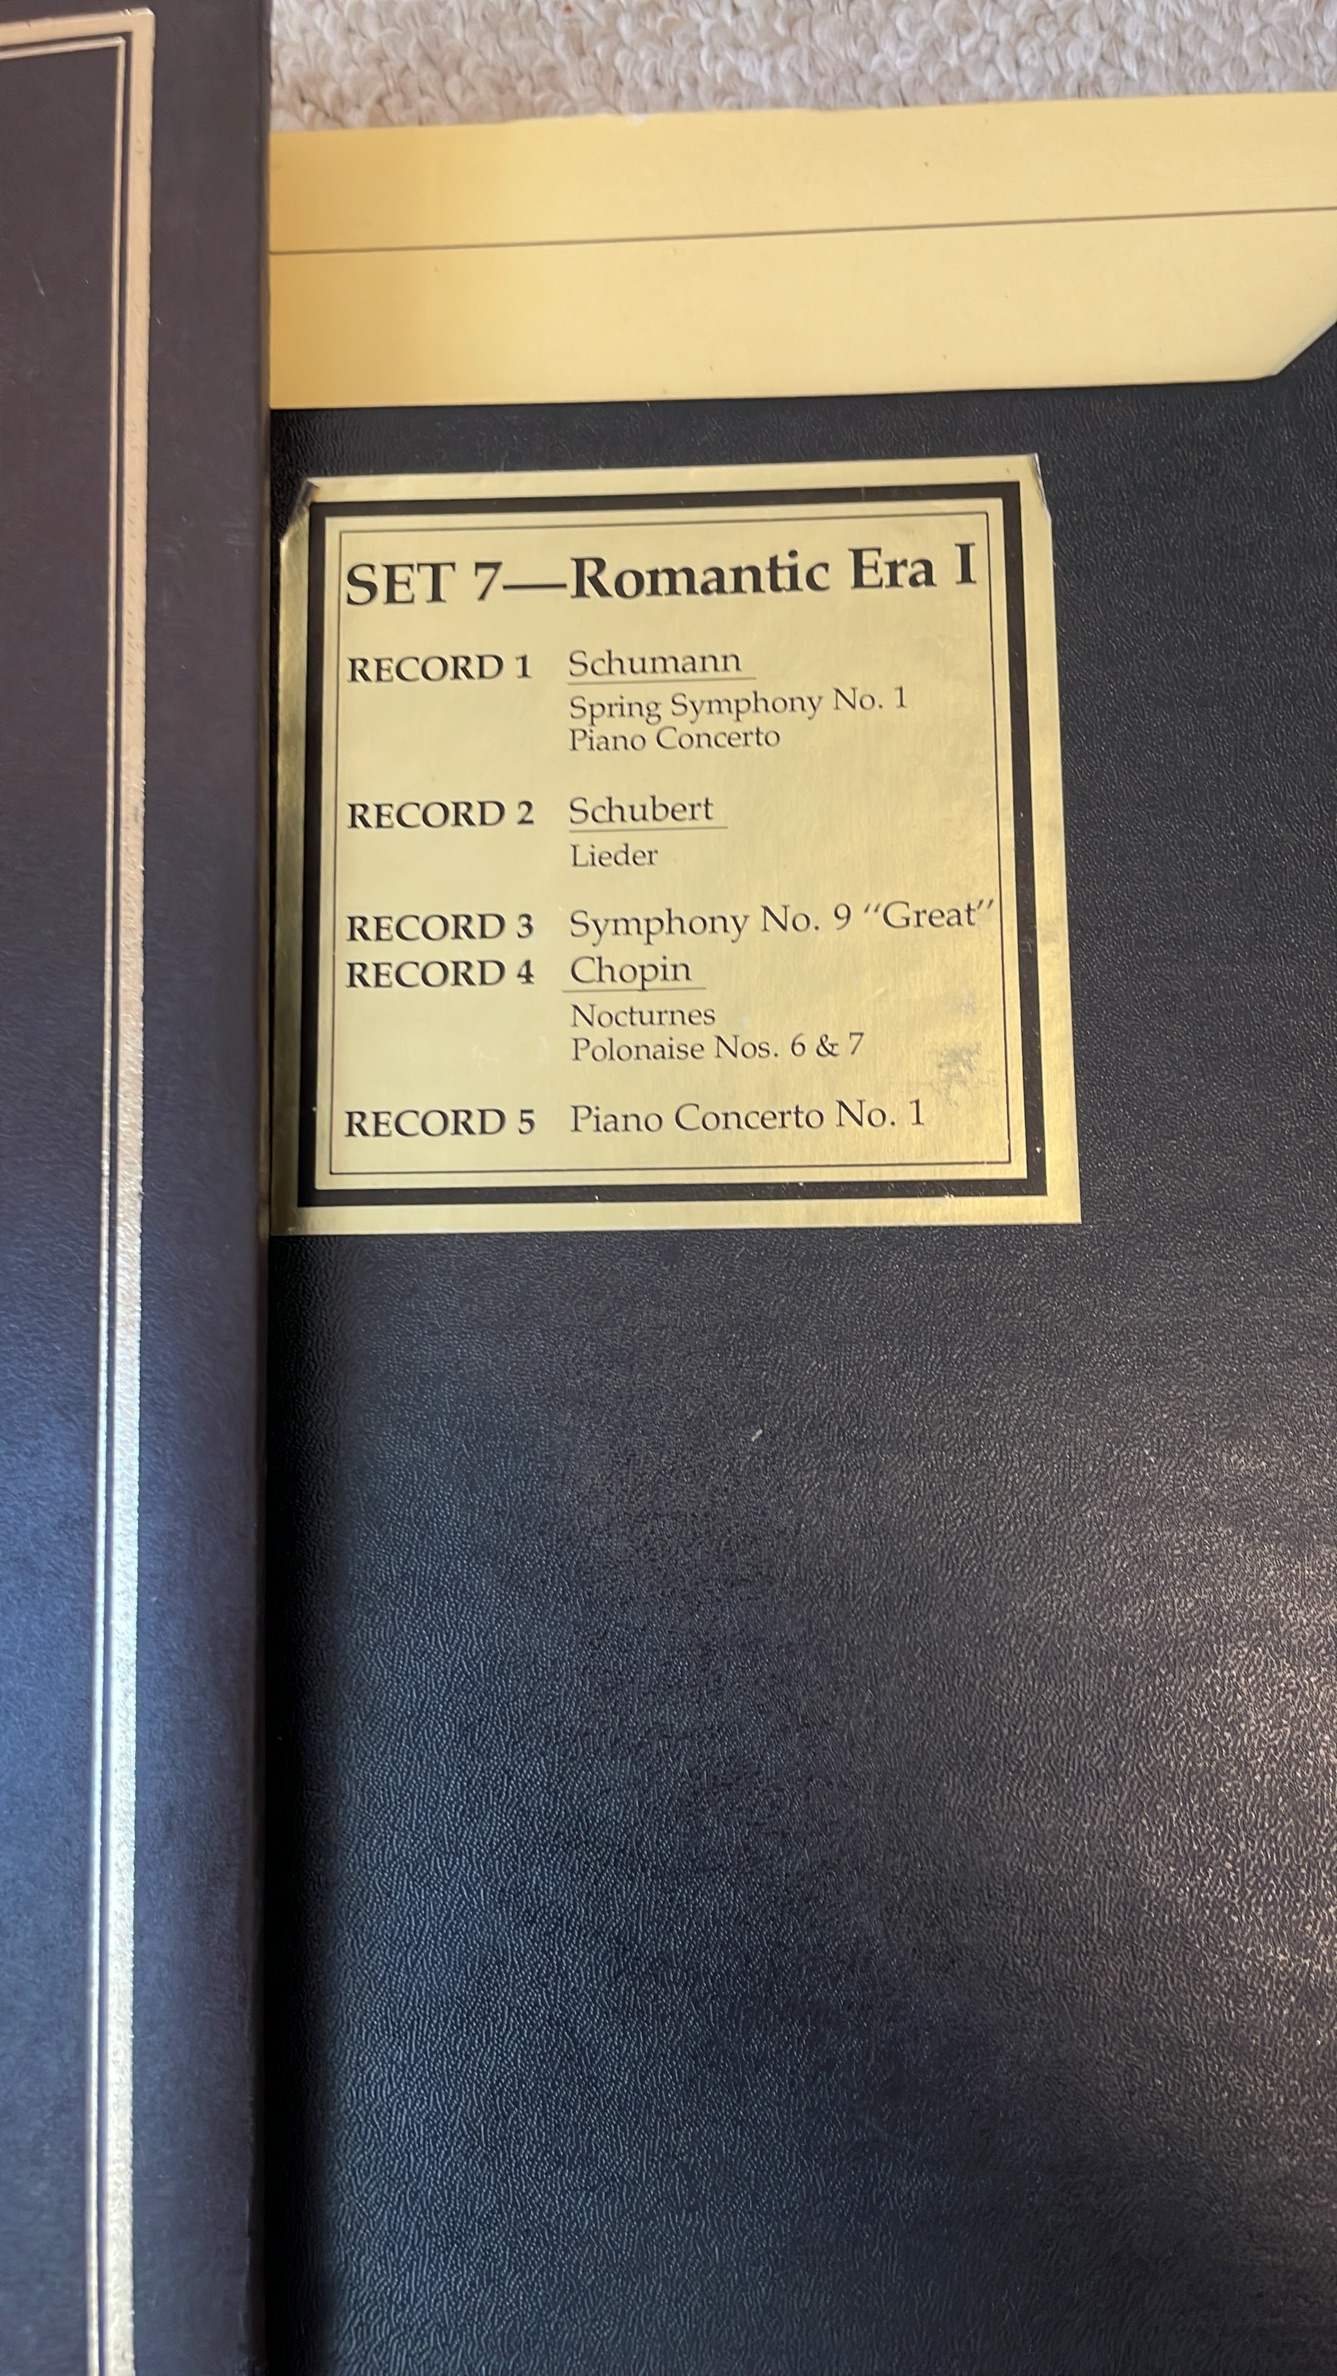 SET 7—Romantic Era I
RECORD 1 Schumann
Spring Symphony No. 1
Piano Concerto
RECORD 2 Schubert
Lieder
RECORD 3 Symphony No. 9 “Great”
RECORD 4 Chopin
Nocturnes
Polonaise Nos. 6 & 7
RECORD 5 Piano Concerto No. 1